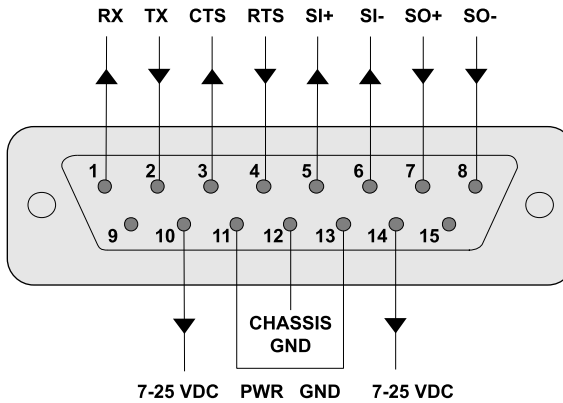 RX TX CTS RTS SI+ SI- SO+ SO-
1 2 3 4 5 6 7 8
9 10 11 12 13 14 15
CHASSIS
GND
7-25 VDC PWR GND 7-25 VDC